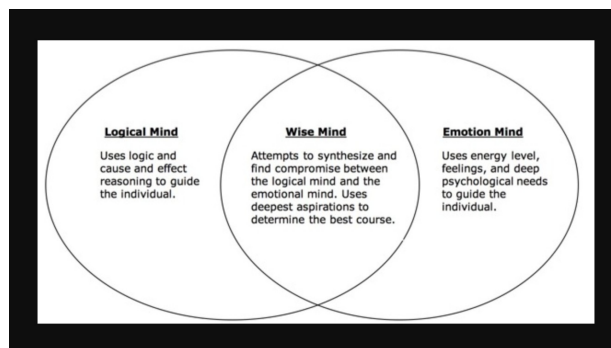 Logical Mind
Uses logic and
cause and effect
reasoning to guide
the individual.
Wise Mind
Attempts to synthesize and
find compromise between
the logical mind and the
emotional mind. Uses
deepest aspirations to
determine the best course.
Emotion Mind
Uses energy level,
feelings, and deep
psychological needs
to guide the
individual.